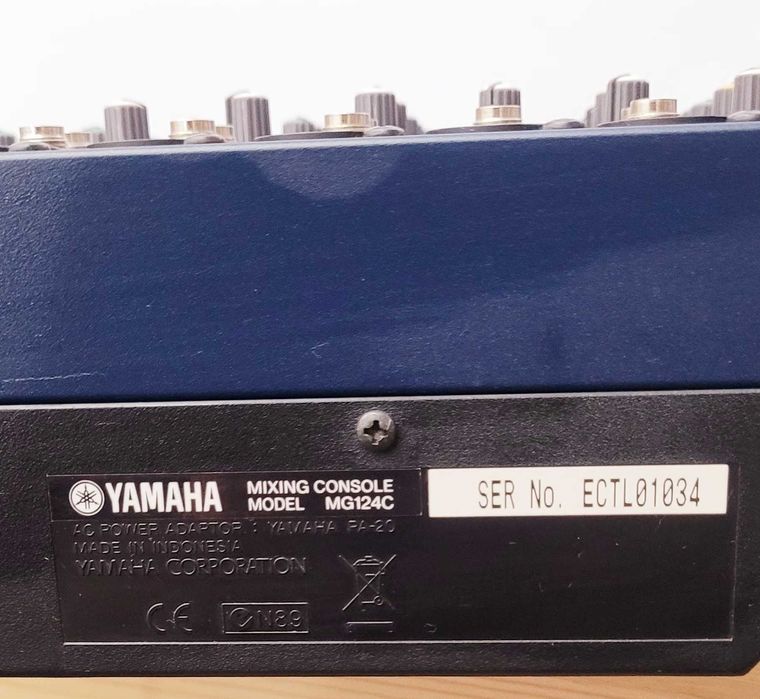 YAMAHA MIXING CONSOLE
MODEL MG124C
SER No. ECTL01034
AC POWER ADAPTOR : YAMAHA PA-20
MADE IN INDONESIA
YAMAHA CORPORATION
CE N89